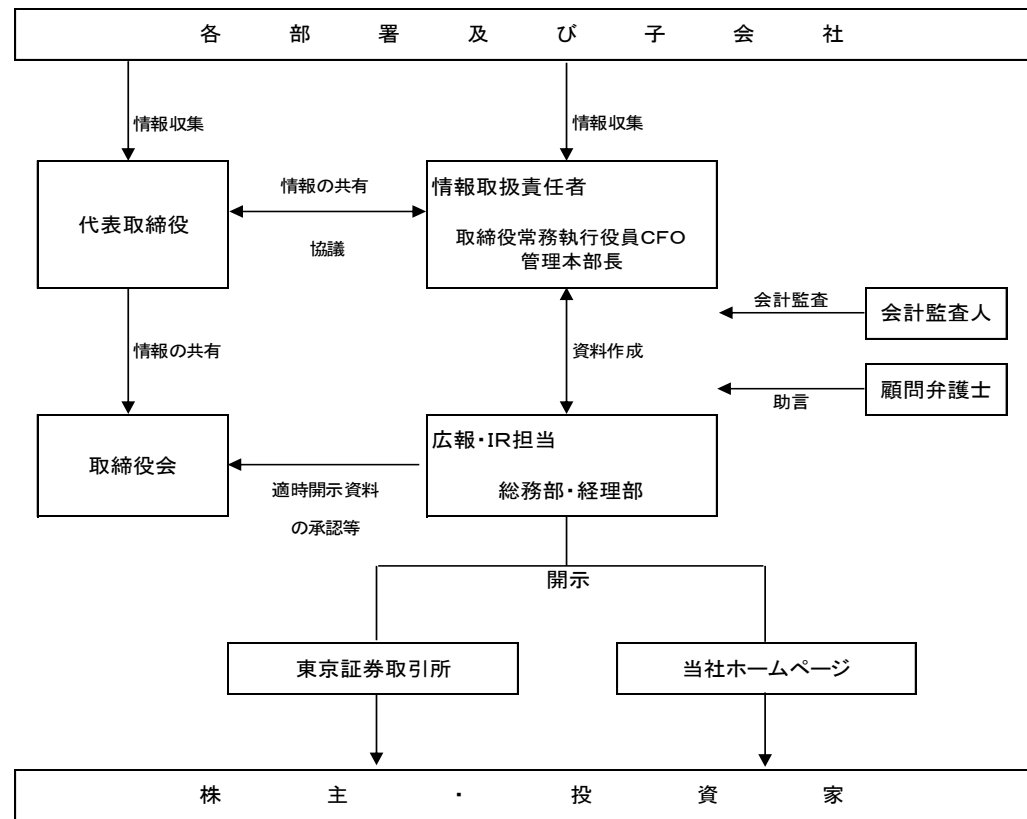 各部署及び子会社
情報収集
情報収集
代表取締役
情報の共有
協議
情報取扱責任者
取締役常務執行役員CFO
管理本部長
会計監査
会計監査人
情報の共有
資料作成
助言
顧問弁護士
取締役会
適時開示資料
の承認等
広報・IR担当
総務部・経理部
開示
東京証券取引所
当社ホームページ
株主・投資家